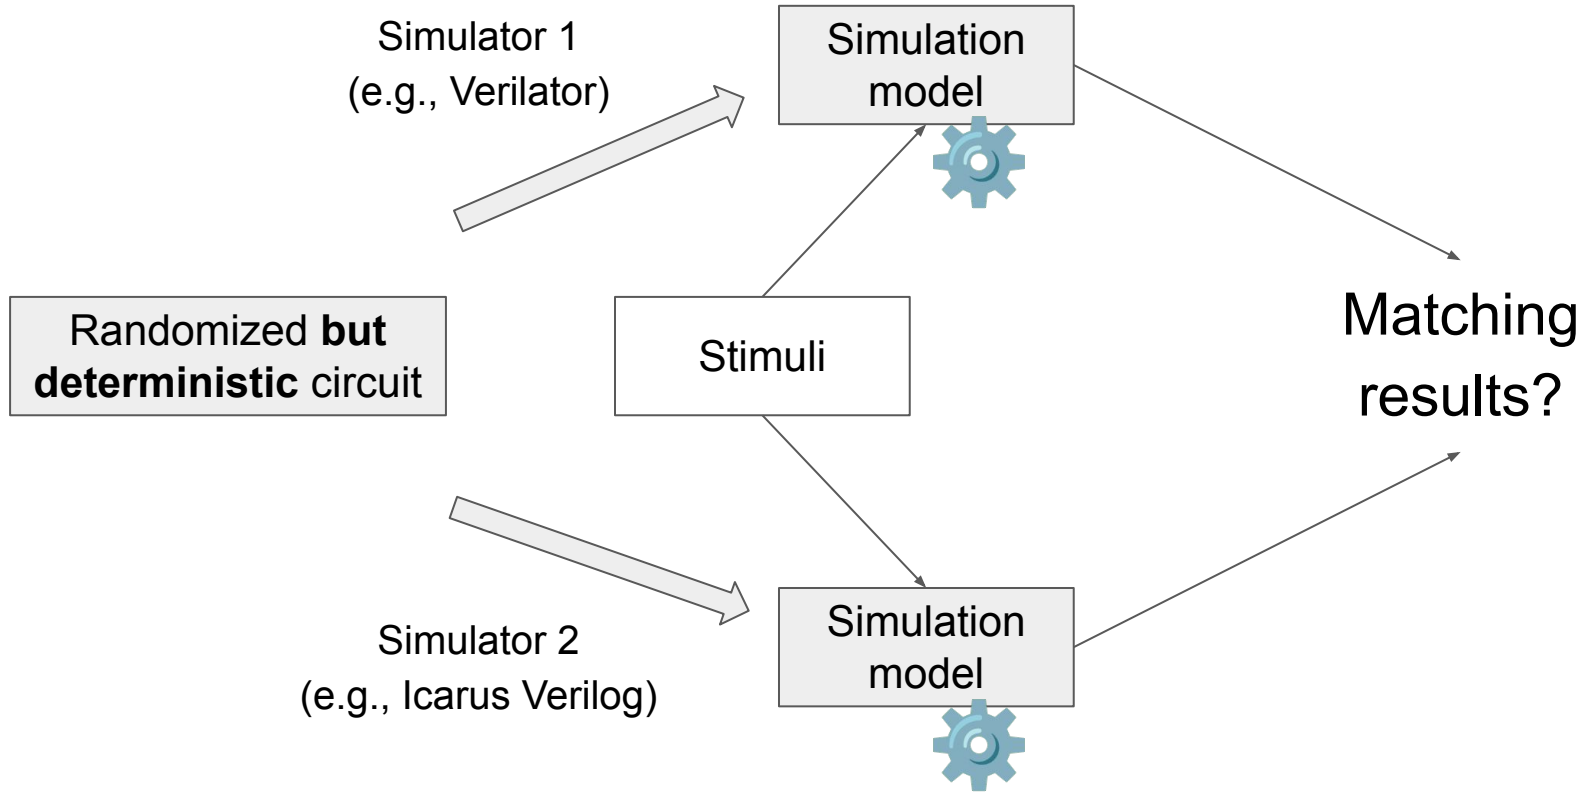 Simulator 1
(e.g., Verilator)
Simulation
model
Randomized but
deterministic circuit
Stimuli
Matching
results?
Simulator 2
(e.g., Icarus Verilog)
Simulation
model